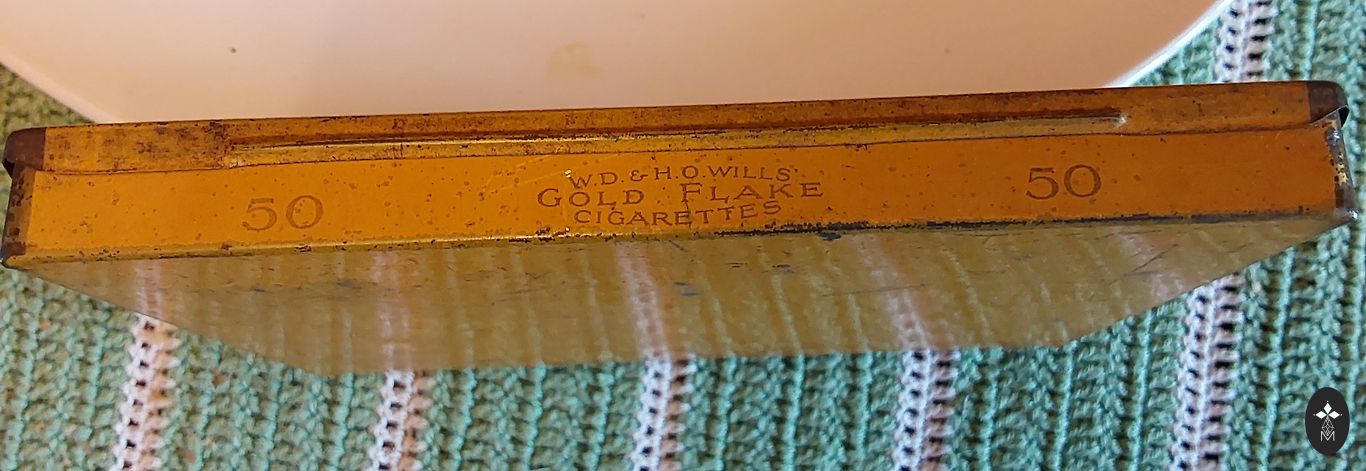 50
W.D. & H.O. WILLS'
GOLD FLAKE
CIGARETTES
50
M